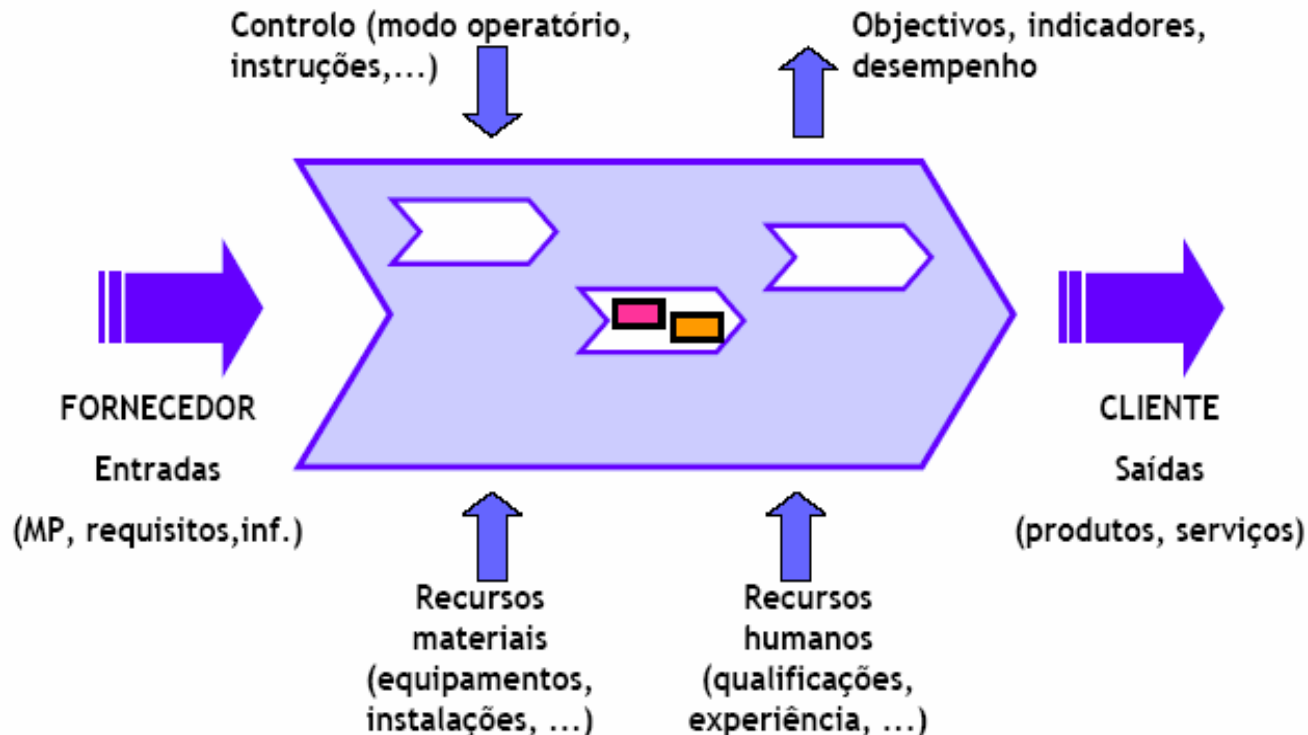 Controlo (modo operatório,
instruções,...)
Objectivos, indicadores,
desempenho
FORNECEDOR
Entradas
(MP, requisitos,inf.)
CLIENTE
Saídas
(produtos, serviços)
Recursos
materiais
(equipamentos,
instalações, ...)
Recursos
humanos
(qualificações,
experiência, ...)